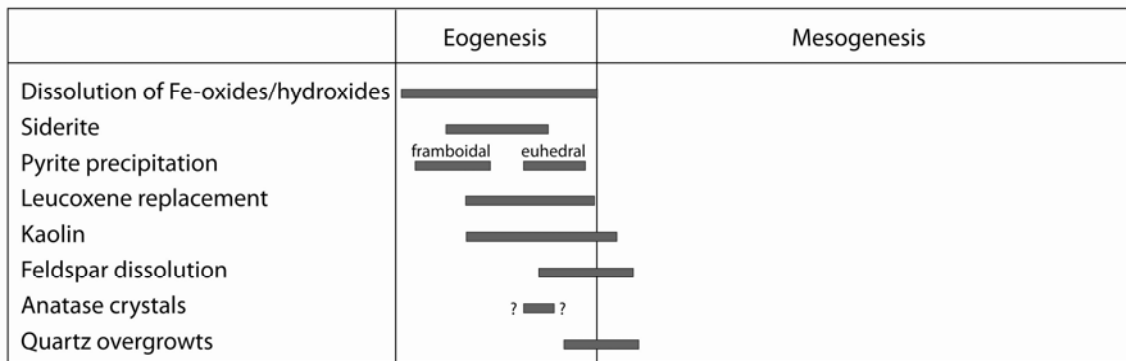 Eogenesis Mesogenesis
Dissolution of Fe-oxides/hydroxides
Siderite
framboidal euhedral
Pyrite precipitation
Leucoxene replacement
Kaolin
Feldspar dissolution
Anatase crystals ? ?
Quartz overgrowts